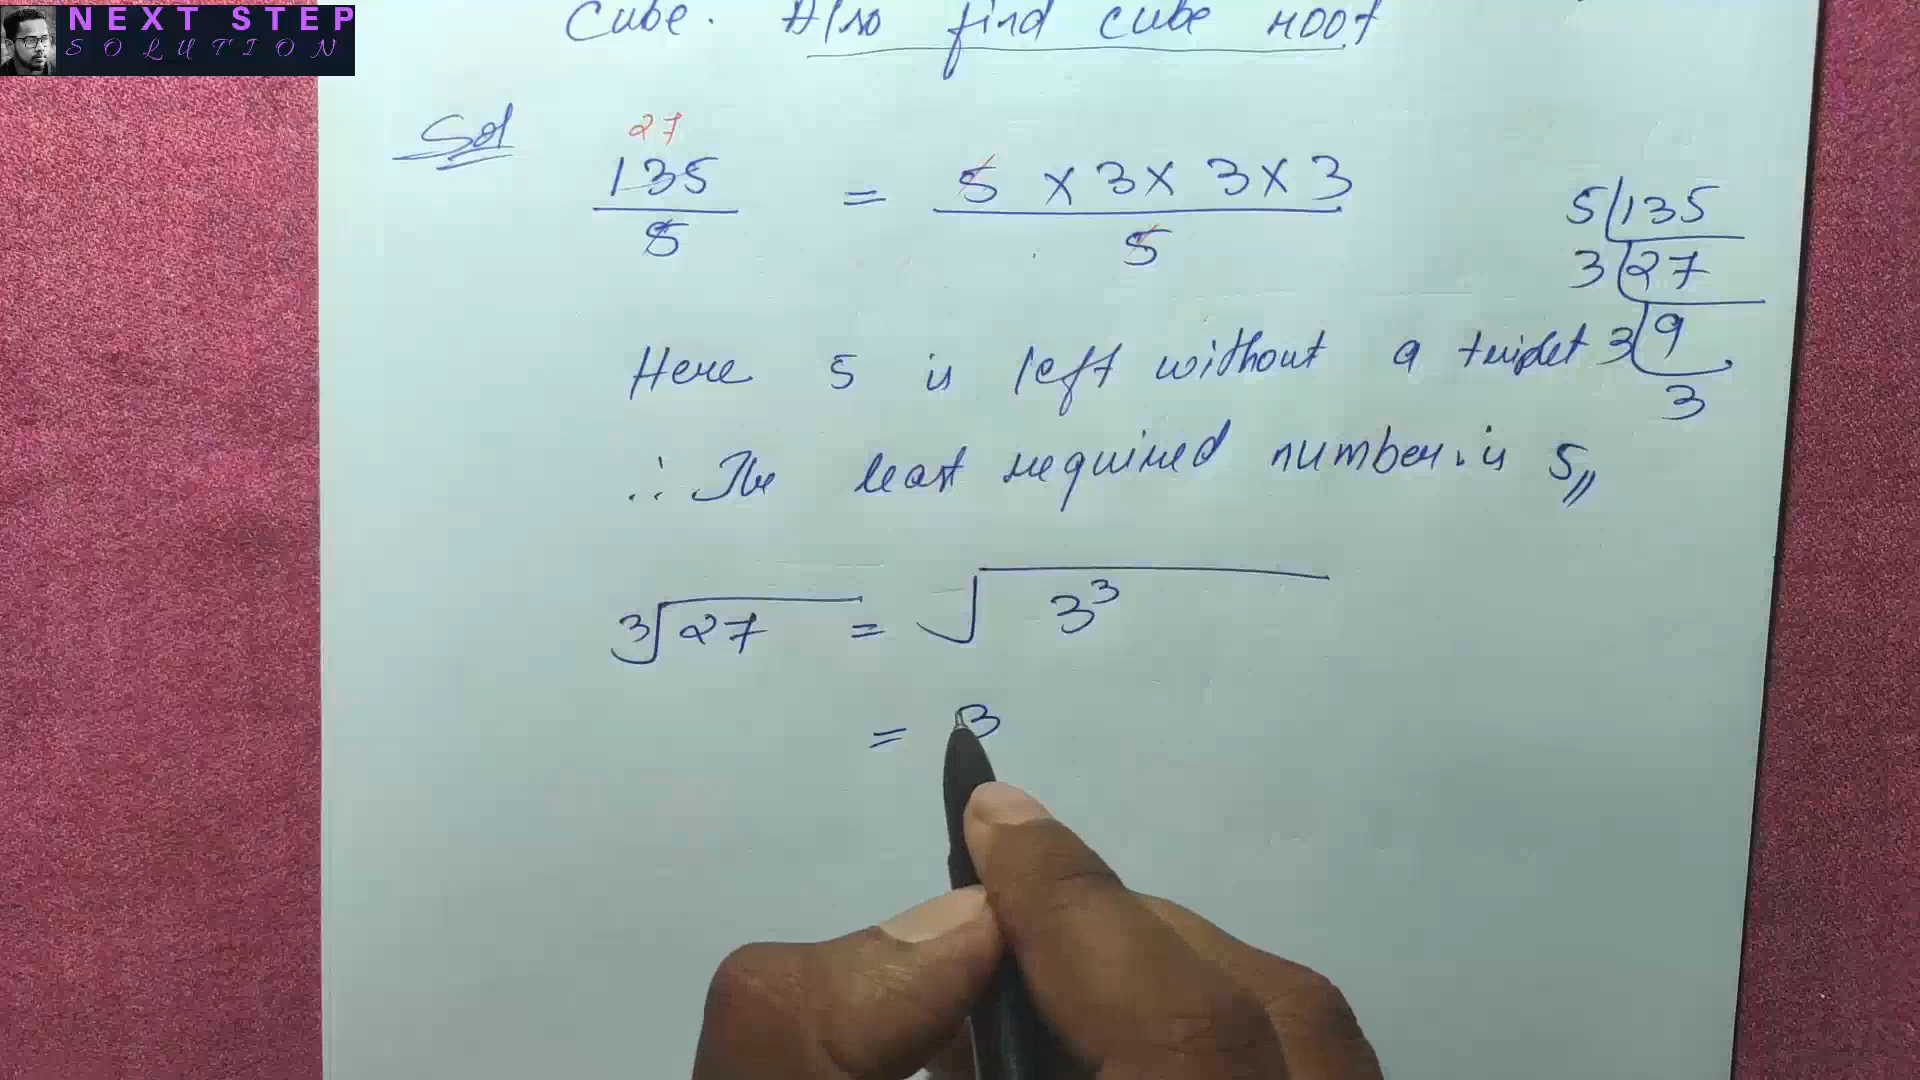 NEXT STEP
SOLUTION
Cube. Also find cube root
Sol
27
135 / 5 = 5 × 3 × 3 × 3 / 5
5 | 135
3 | 27
3 | 9
3
Here 5 is left without a triplet
∴ The least required number is 5,,
³√27 = √3³
= 3